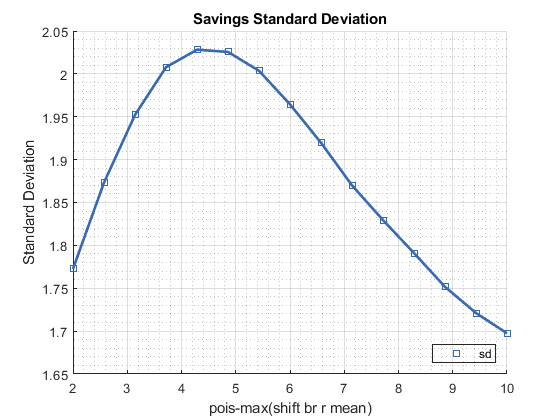 Savings Standard Deviation
2.05
2
1.95
1.9
1.85
1.8
1.75
1.7
1.65
Standard Deviation
2 3 4 5 6 7 8 9 10
pois-max(shift br r mean)
sd